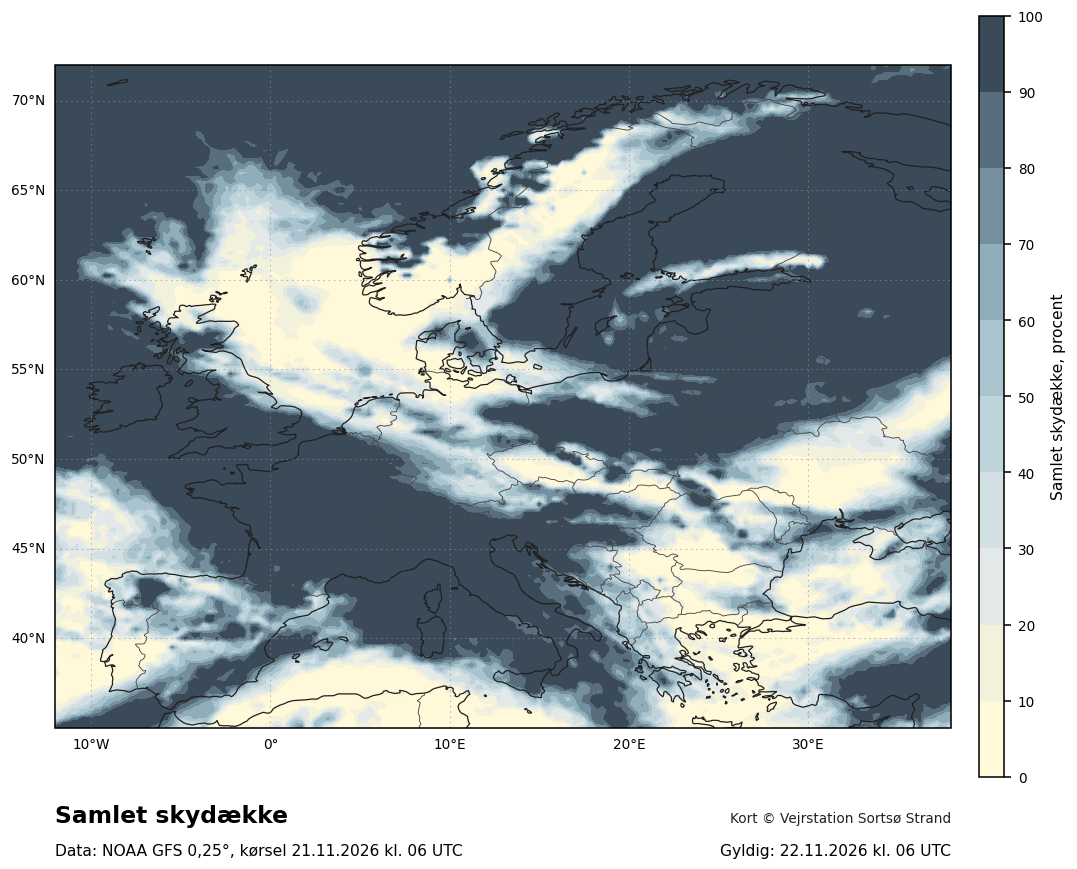 100
90
80
70
60
50
40
30
20
10
0
Samlet skydække, procent
70°N
65°N
60°N
55°N
50°N
45°N
40°N
10°W
0°
10°E
20°E
30°E
Samlet skydække
Kort © Vejrstation Sortsø Strand
Data: NOAA GFS 0,25°, kørsel 21.11.2026 kl. 06 UTC
Gyldig: 22.11.2026 kl. 06 UTC